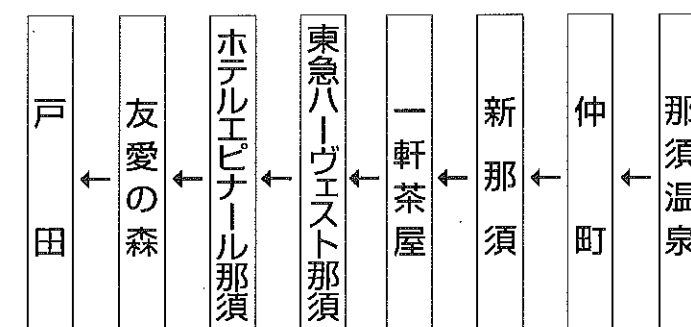 那須温泉
仲町
新那須
一軒茶屋
東急ハーヴェスト那須
ホテルエピナール那須
友愛の森
戸田